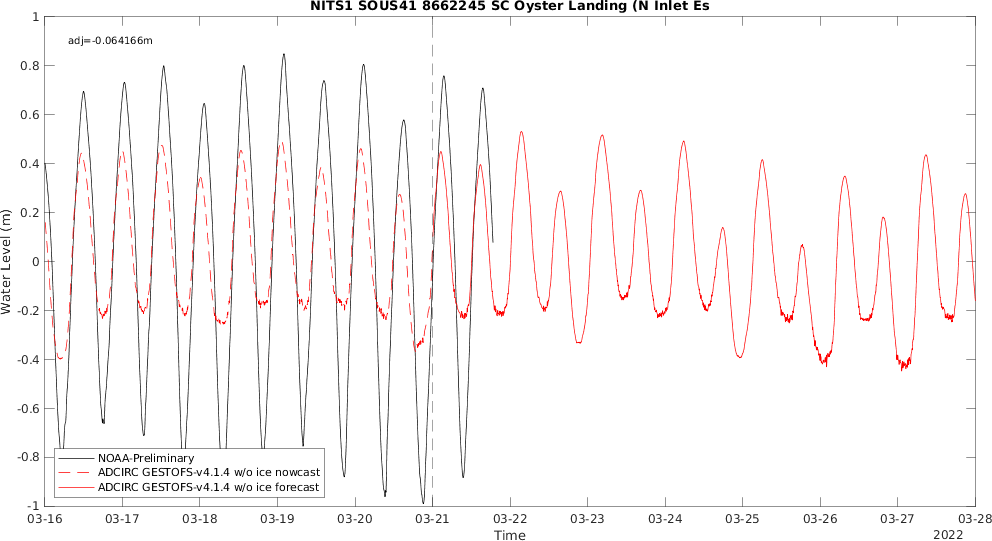 NITS1 SOUS41 8662245 SC Oyster Landing (N Inlet Es
adj=-0.064166m
Water Level (m)
1
0.8
0.6
0.4
0.2
0
-0.2
-0.4
-0.6
-0.8
-1
NOAA-Preliminary
ADCIRC GESTOFS-v4.1.4 w/o ice nowcast
ADCIRC GESTOFS-v4.1.4 w/o ice forecast
03-16 03-17 03-18 03-19 03-20 03-21 03-22 03-23 03-24 03-25 03-26 03-27 03-28
Time
2022